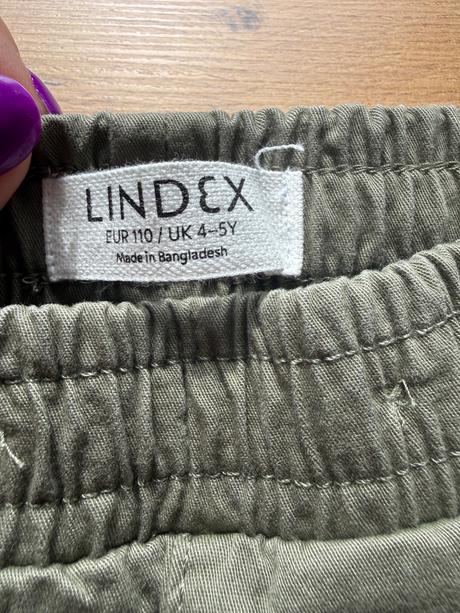 LINDEX
EUR 110 / UK 4–5Y
Made in Bangladesh